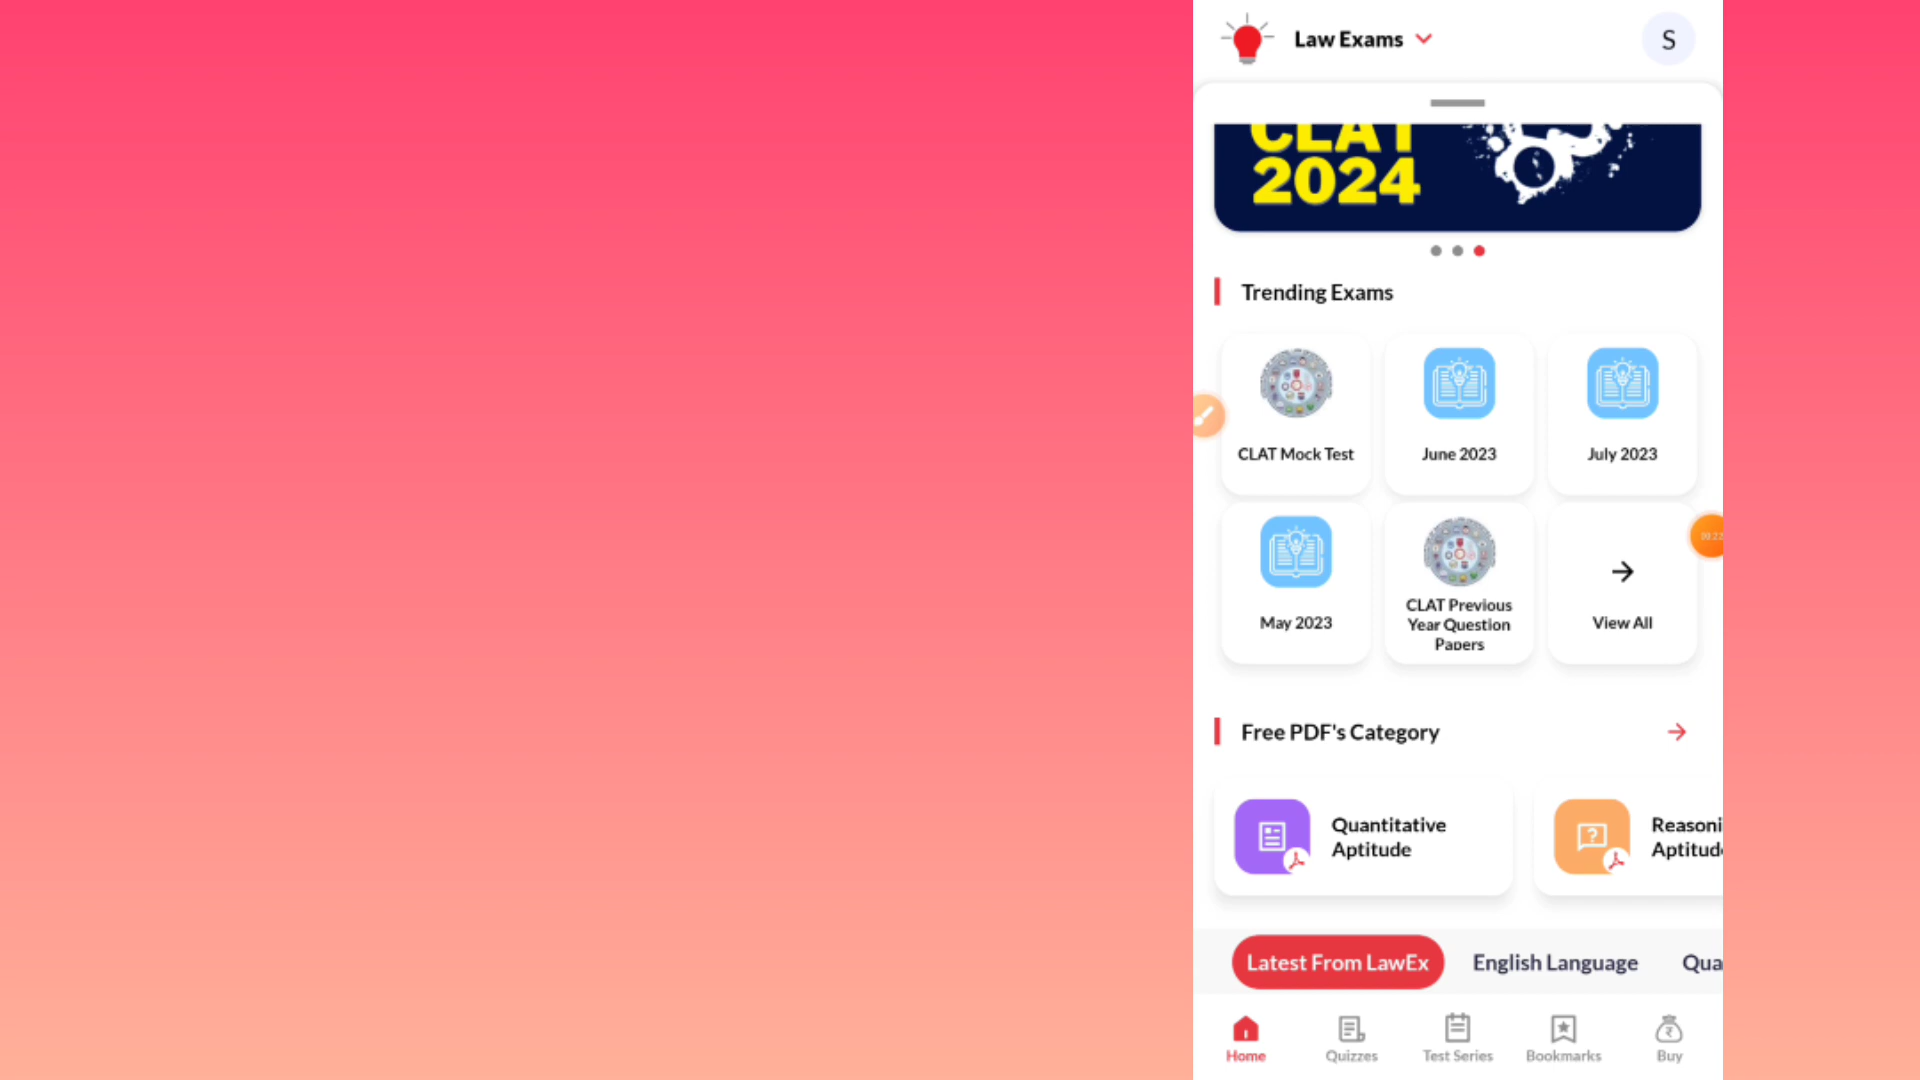 Law Exams
S
CLAT
2024
Trending Exams
CLAT Mock Test
June 2023
July 2023
May 2023
CLAT Previous
Year Question
Papers
View All
Free PDF's Category
Quantitative
Aptitude
Reasoni
Aptitud
Latest From LawEx
English Language
Qua
Home
Quizzes
Test Series
Bookmarks
Buy